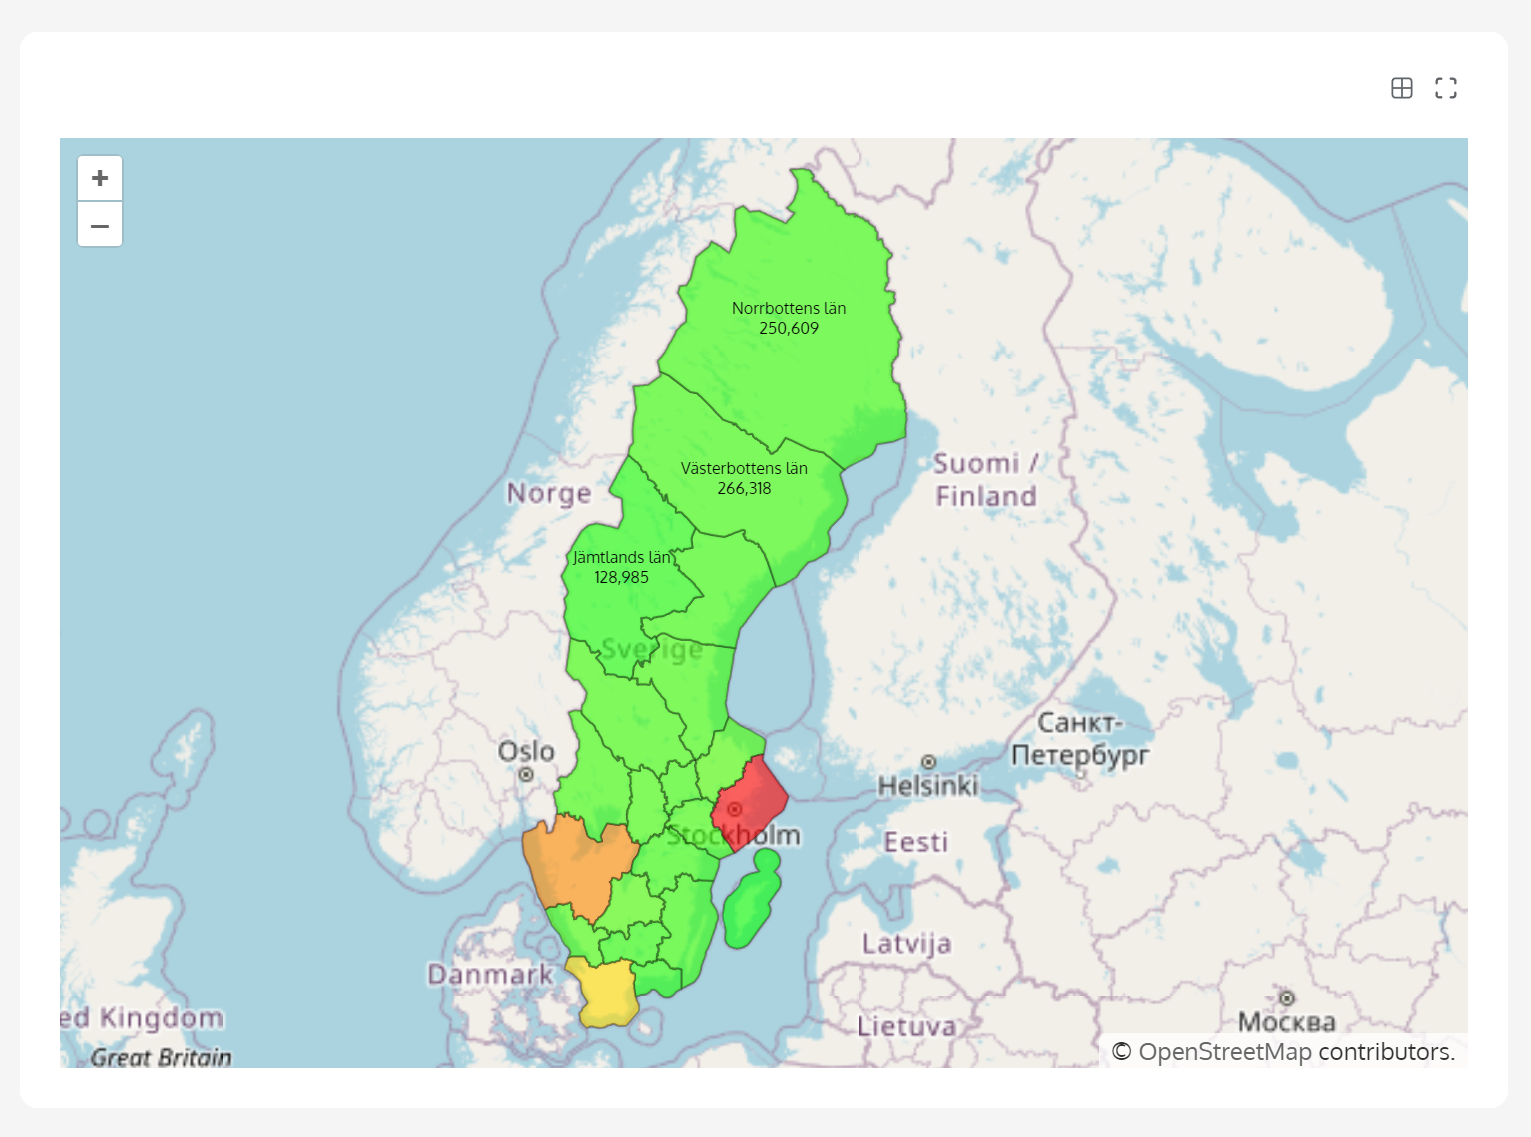 +
−
Norrbottens län
250,609
Västerbottens län
266,318
Suomi /
Finland
Norge
Jämtlands län
128,985
Sverige
Санкт-
Петербург
Oslo
Helsinki
Stockholm
Eesti
Latvija
Danmark
ed Kingdom
Great Britain
Lietuva
Москва
© OpenStreetMap contributors.